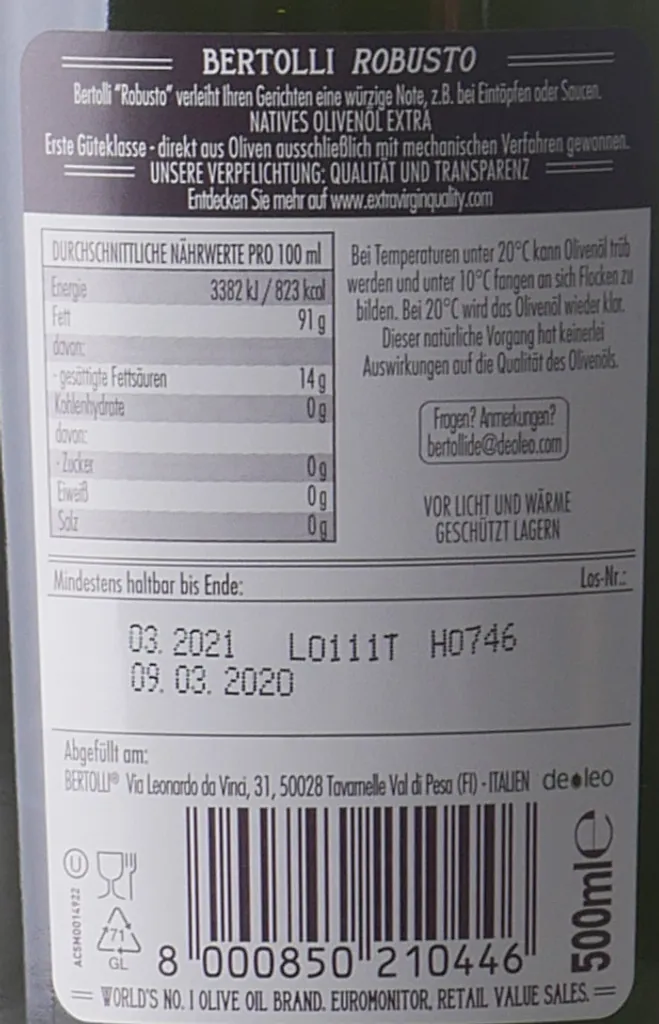 BERTOLLI ROBUSTO
Bertolli "Robusto" verleiht Ihren Gerichten eine würzige Note, z.B. bei Eintöpfen oder Saucen.
NATIVES OLIVENÖL EXTRA
Erste Güteklasse - direkt aus Oliven ausschließlich mit mechanischen Verfahren gewonnen.
UNSERE VERPFLICHTUNG: QUALITÄT UND TRANSPARENZ
Entdecken Sie mehr auf www.extravirginquality.com
DURCHSCHNITTLICHE NÄHRWERTE PRO 100 ml
Energie 3382 kJ / 823 kcal
Fett 91 g
davon:
- gesättigte Fettsäuren 14 g
Kohlenhydrate 0 g
davon:
- Zucker 0 g
Eiweiß 0 g
Salz 0 g
Bei Temperaturen unter 20°C kann Olivenöl trüb
werden und unter 10°C fangen an sich Flocken zu
bilden. Bei 20°C wird das Olivenöl wieder klar.
Dieser natürliche Vorgang hat keinerlei
Auswirkungen auf die Qualität des Olivenöls.
Fragen? Anmerkungen?
bertollide@deoleo.com
VOR LICHT UND WÄRME
GESCHÜTZT LAGERN
Mindestens haltbar bis Ende: Los-Nr.:
03. 2021 L0111T H0746
09. 03. 2020
Abgefüllt am:
BERTOLLI® Via Leonardo da Vinci, 31, 50028 Tavarnelle Val di Pesa (FI) - ITALIEN deoleo
U
ACSM0014922
71
GL
8 000850 210446
500ml e
WORLD'S NO. 1 OLIVE OIL BRAND. EUROMONITOR, RETAIL VALUE SALES.